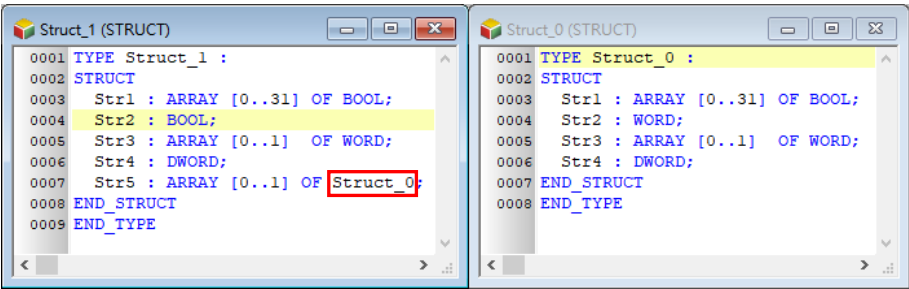 Struct_1 (STRUCT)
0001 TYPE Struct_1 :
0002 STRUCT
0003 Str1 : ARRAY [0..31] OF BOOL;
0004 Str2 : BOOL;
0005 Str3 : ARRAY [0..1] OF WORD;
0006 Str4 : DWORD;
0007 Str5 : ARRAY [0..1] OF Struct_0;
0008 END_STRUCT
0009 END_TYPE
Struct_0 (STRUCT)
0001 TYPE Struct_0 :
0002 STRUCT
0003 Str1 : ARRAY [0..31] OF BOOL;
0004 Str2 : WORD;
0005 Str3 : ARRAY [0..1] OF WORD;
0006 Str4 : DWORD;
0007 END_STRUCT
0008 END_TYPE